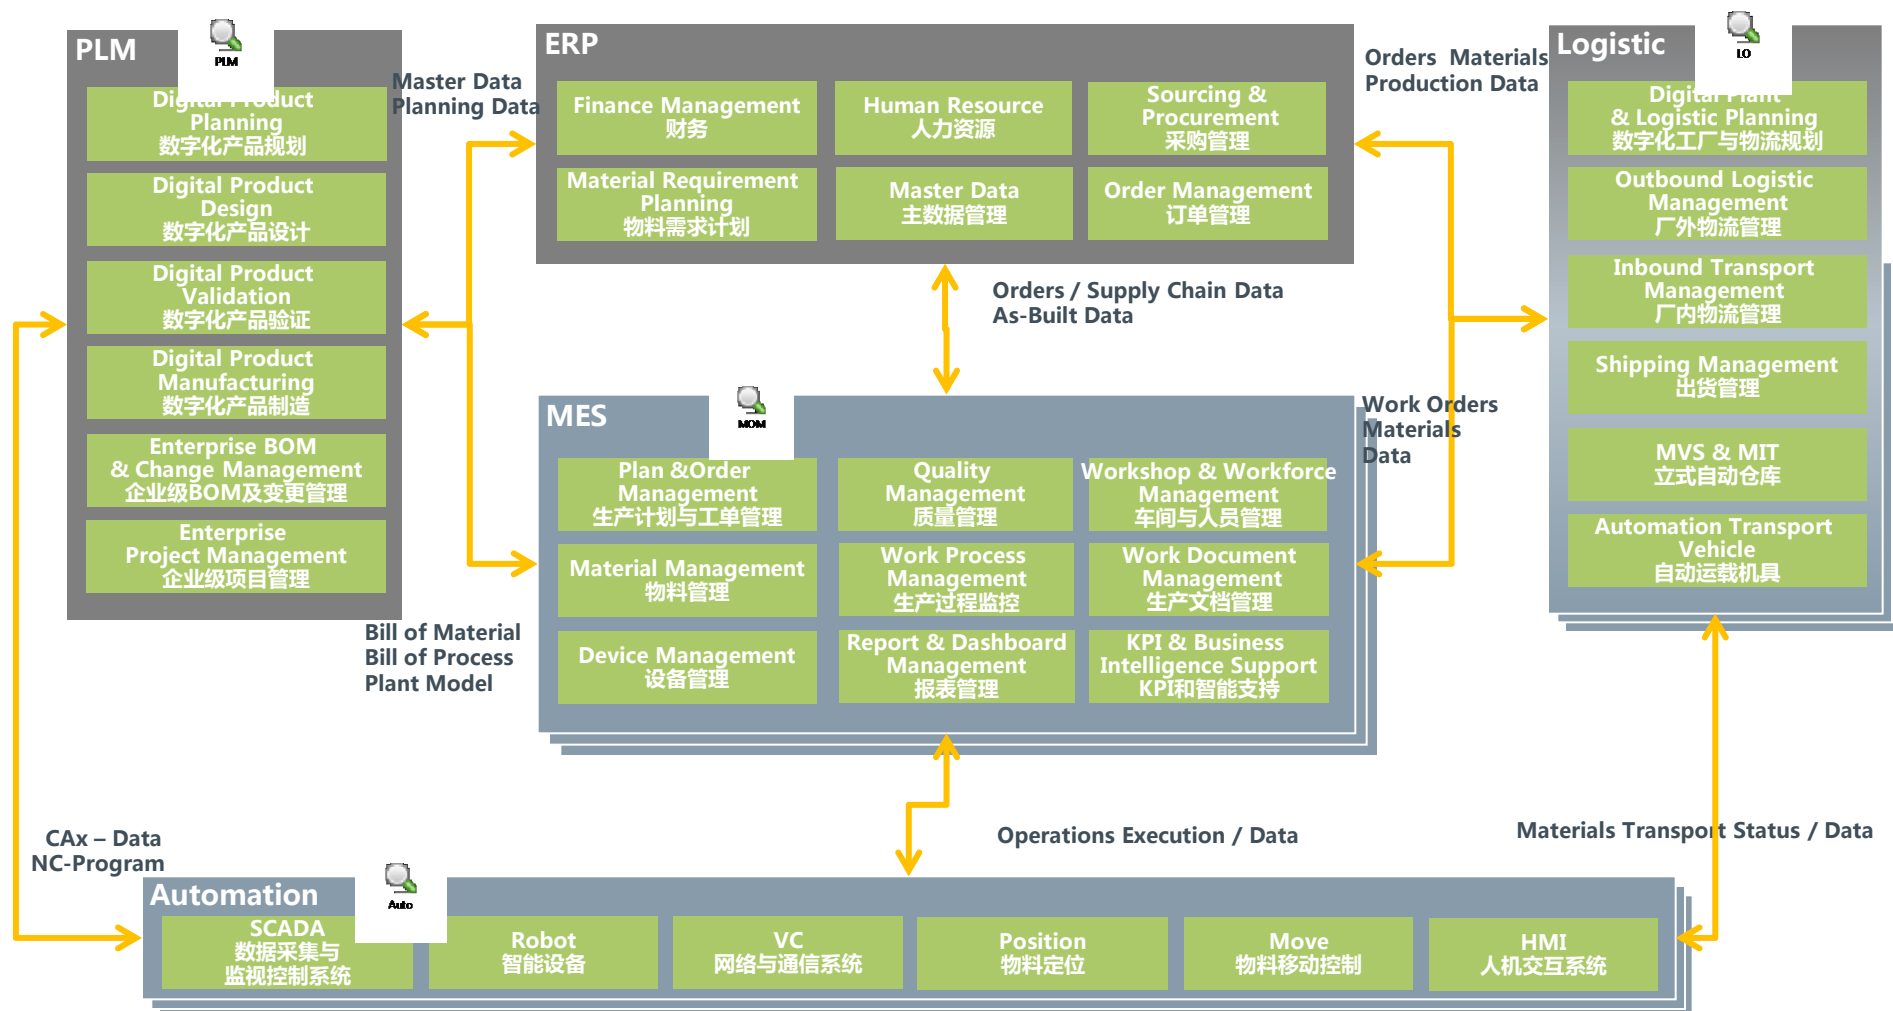 PLM
PLM
Digital Product
Planning
数字化产品规划
Digital Product
Design
数字化产品设计
Digital Product
Validation
数字化产品验证
Digital Product
Manufacturing
数字化产品制造
Enterprise BOM
& Change Management
企业级BOM及变更管理
Enterprise
Project Management
企业级项目管理
Master Data
Planning Data
ERP
Finance Management
财务
Human Resource
人力资源
Sourcing &
Procurement
采购管理
Material Requirement
Planning
物料需求计划
Master Data
主数据管理
Order Management
订单管理
Orders Materials
Production Data
Logistic
LO
Digital Plant
& Logistic Planning
数字化工厂与物流规划
Outbound Logistic
Management
厂外物流管理
Inbound Transport
Management
厂内物流管理
Shipping Management
出货管理
MVS & MIT
立式自动仓库
Automation Transport
Vehicle
自动运载机具
Orders / Supply Chain Data
As-Built Data
MES
MOM
Plan &Order
Management
生产计划与工单管理
Quality
Management
质量管理
Workshop & Workforce
Management
车间与人员管理
Material Management
物料管理
Work Process
Management
生产过程监控
Work Document
Management
生产文档管理
Device Management
设备管理
Report & Dashboard
Management
报表管理
KPI & Business
Intelligence Support
KPI和智能支持
Work Orders
Materials
Data
Bill of Material
Bill of Process
Plant Model
CAx – Data
NC-Program
Operations Execution / Data
Materials Transport Status / Data
Automation
Auto
SCADA
数据采集与
监视控制系统
Robot
智能设备
VC
网络与通信系统
Position
物料定位
Move
物料移动控制
HMI
人机交互系统